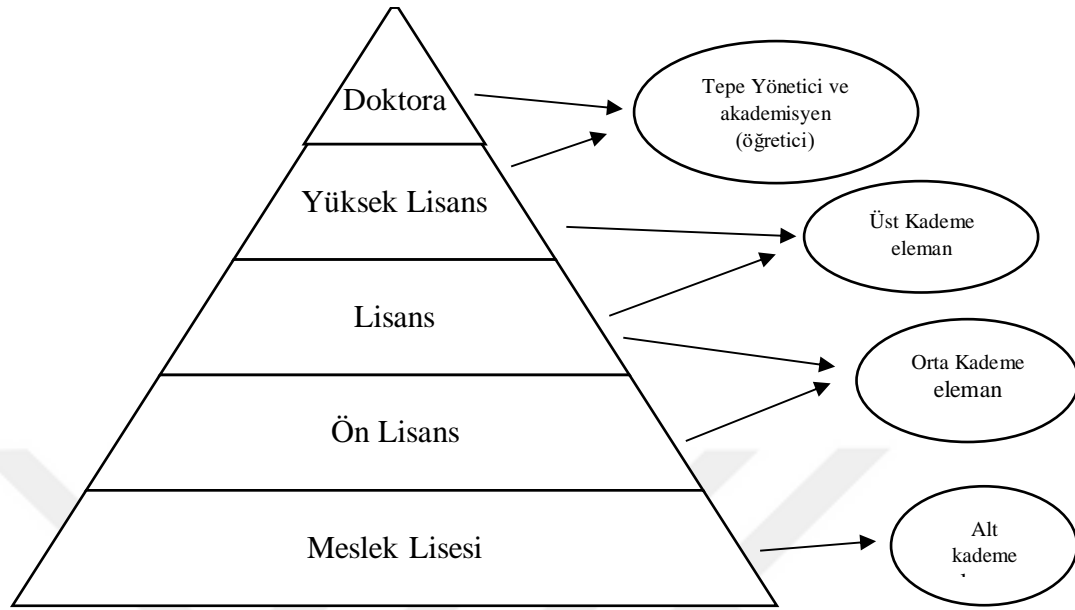 Doktora
Tepe Yönetici ve
akademisyen
(öğretici)
Yüksek Lisans
Üst Kademe
eleman
Lisans
Orta Kademe
eleman
Ön Lisans
Meslek Lisesi
Alt
kademe